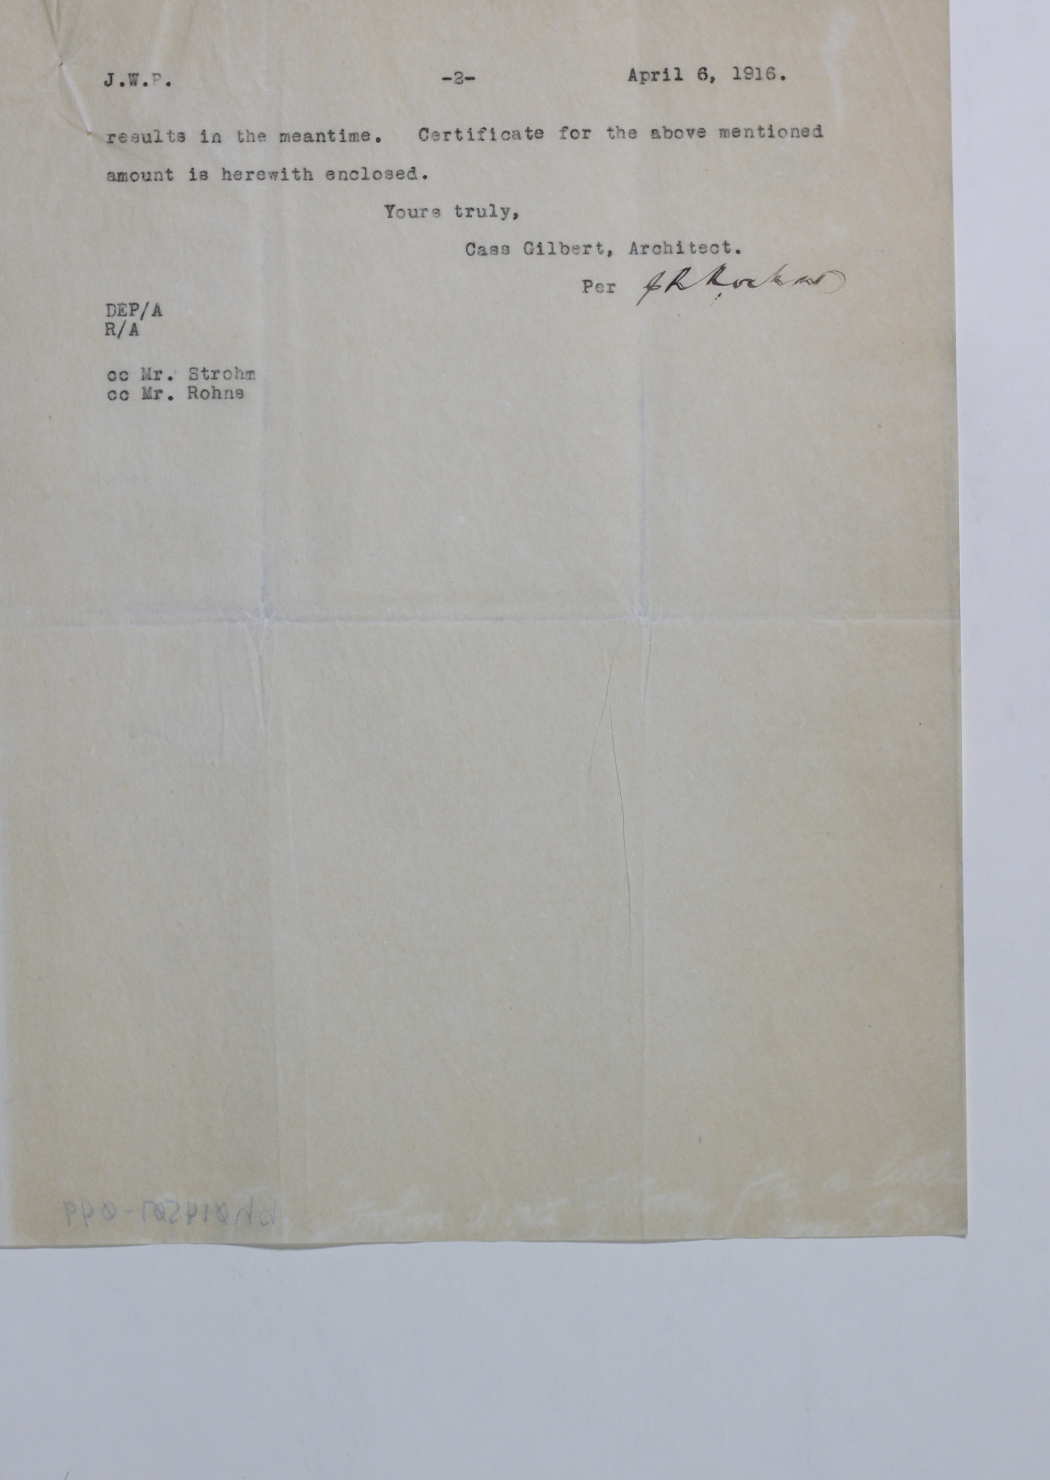 J.W.P. -2- April 6, 1916.
results in the meantime. Certificate for the above mentioned
amount is herewith enclosed.
Yours truly,
Cass Gilbert, Architect.
Per
DEP/A
R/A
cc Mr. Strohm
cc Mr. Rohns